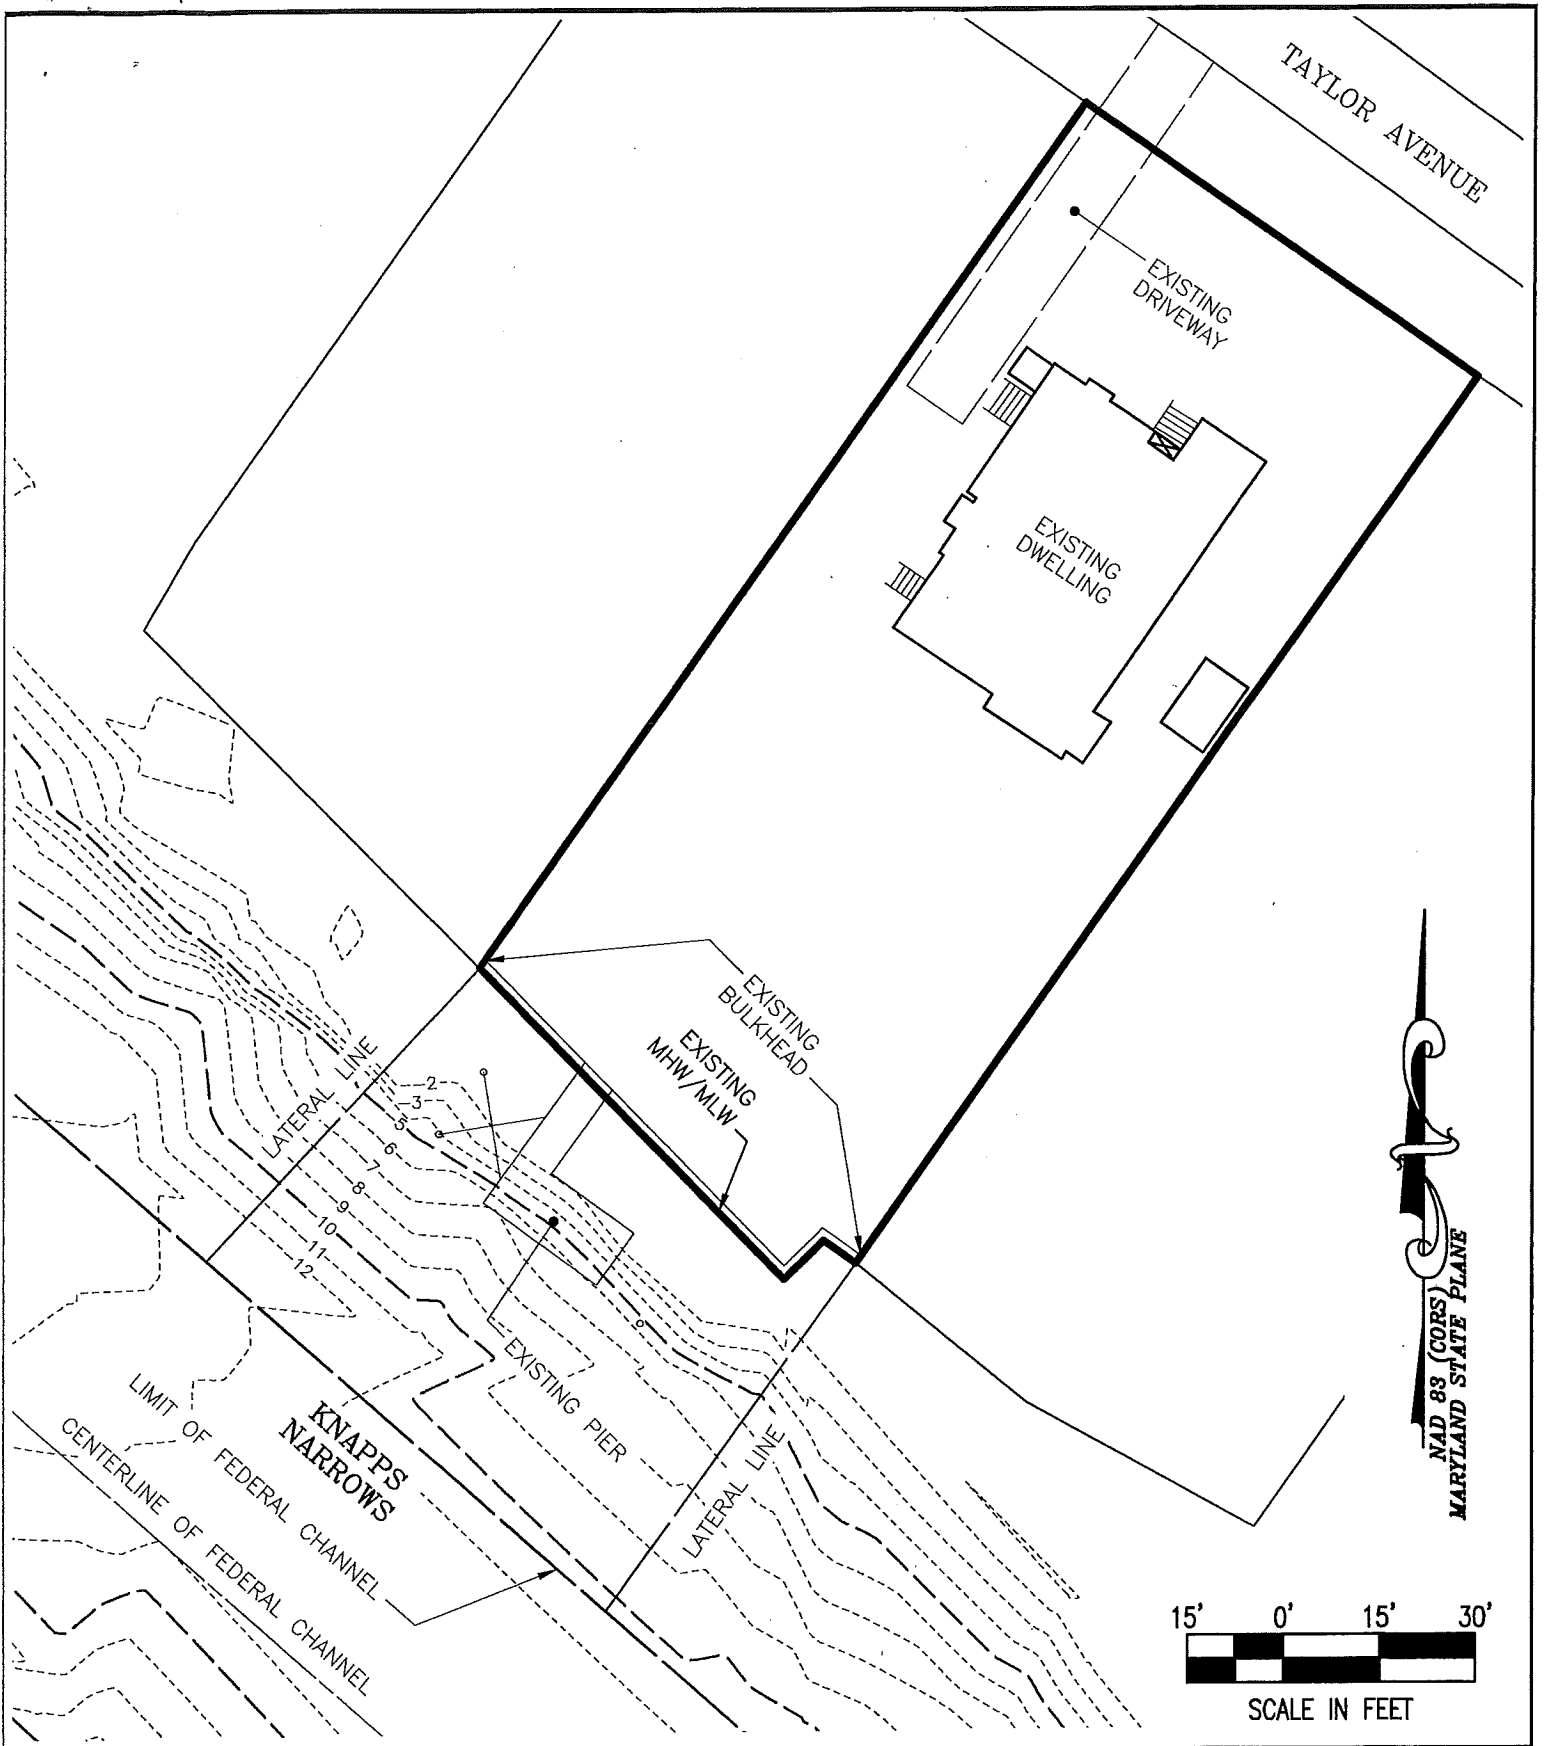 TAYLOR AVENUE
EXISTING
DRIVEWAY
EXISTING
DWELLING
EXISTING
BULKHEAD
EXISTING
MHW/MLW
LATERAL LINE
2
3
5
6
7
8
9
10
11
12
EXISTING PIER
LATERAL LINE
KNAPPS
NARROWS
LIMIT OF FEDERAL CHANNEL
CENTERLINE OF FEDERAL CHANNEL
NAD 83 (CORS)
MARYLAND STATE PLANE
15' 0' 15' 30'
SCALE IN FEET